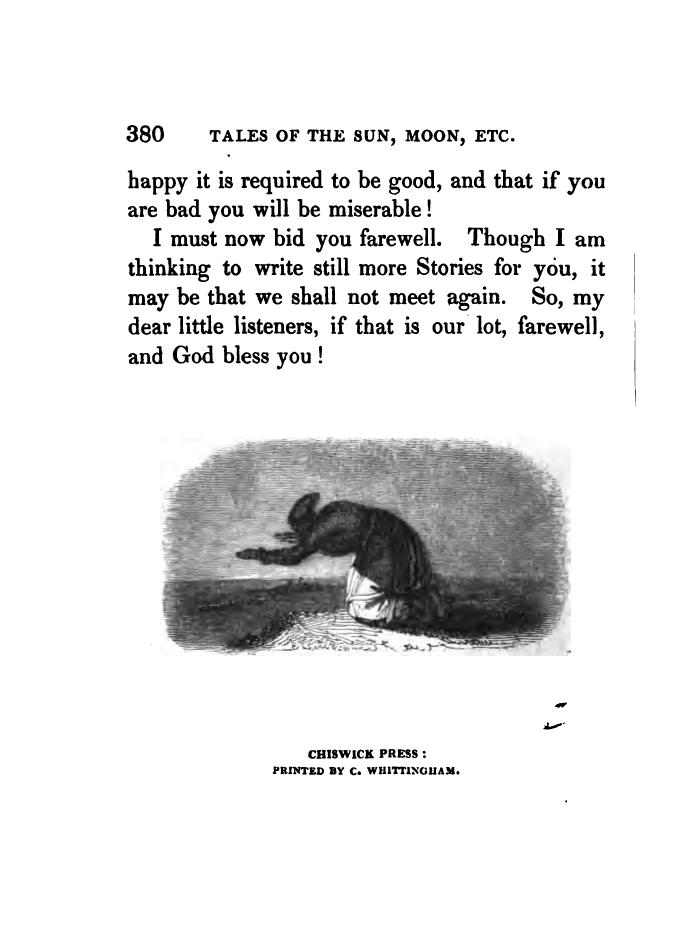 380 TALES OF THE SUN, MOON, ETC.
happy it is required to be good, and that if you
are bad you will be miserable !
I must now bid you farewell. Though I am
thinking to write still more Stories for you, it
may be that we shall not meet again. So, my
dear little listeners, if that is our lot, farewell,
and God bless you !
CHISWICK PRESS :
PRINTED BY C. WHITTINGHAM.